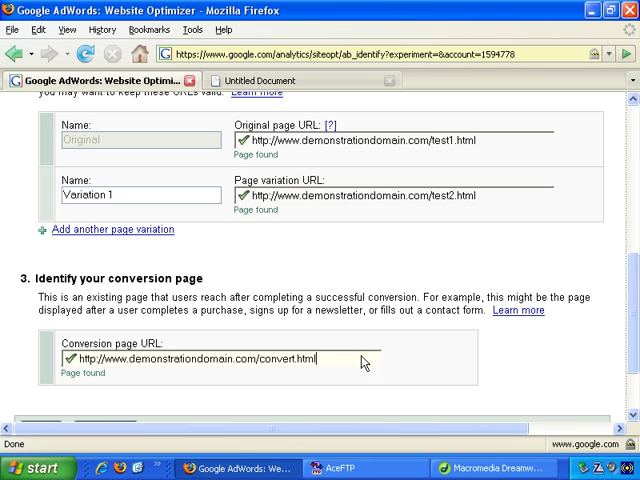 Google AdWords: Website Optimizer - Mozilla Firefox
File Edit View History Bookmarks Tools Help
https://www.google.com/analytics/siteopt/ab_identify?experiment=&account=1594778
Google AdWords: Website Optimi... Untitled Document
you may want to keep these URLs valid. Learn more
Name: Original page URL: [?]
Original http://www.demonstrationdomain.com/test1.html
Page found
Name: Page variation URL:
Variation 1 http://www.demonstrationdomain.com/test2.html
Page found
Add another page variation
3. Identify your conversion page
This is an existing page that users reach after completing a successful conversion. For example, this might be the page
displayed after a user completes a purchase, signs up for a newsletter, or fills out a contact form. Learn more
Conversion page URL:
http://www.demonstrationdomain.com/convert.html
Page found
Done www.google.com
start Google AdWords: We... AceFTP Macromedia Dreamw...